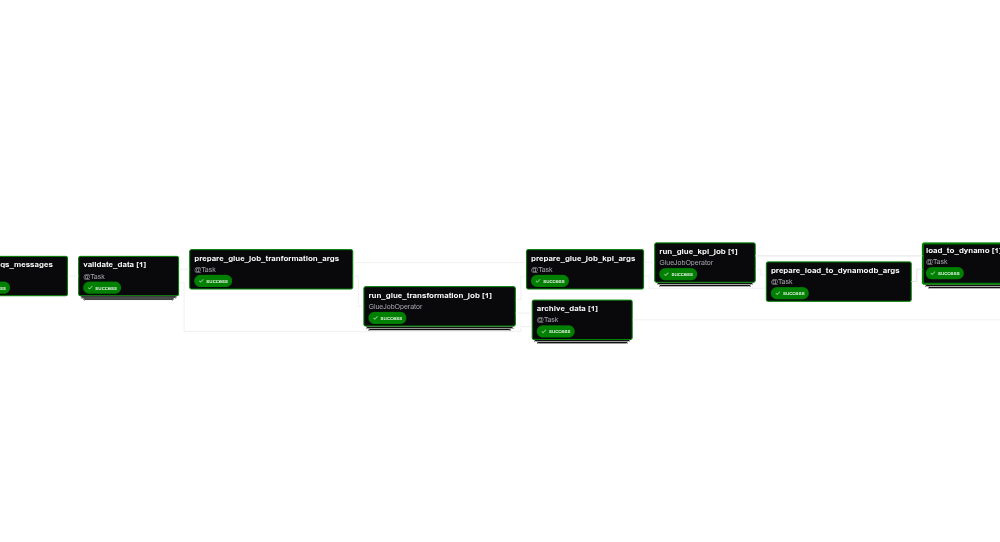 qs_messages
validate_data [1]
@Task
success
prepare_glue_job_tranformation_args
@Task
success
run_glue_transformation_job [1]
GlueJobOperator
success
prepare_glue_job_kpi_args
@Task
success
archive_data [1]
@Task
success
run_glue_kpi_job [1]
GlueJobOperator
success
prepare_load_to_dynamodb_args
@Task
success
load_to_dynamo [1]
@Task
success